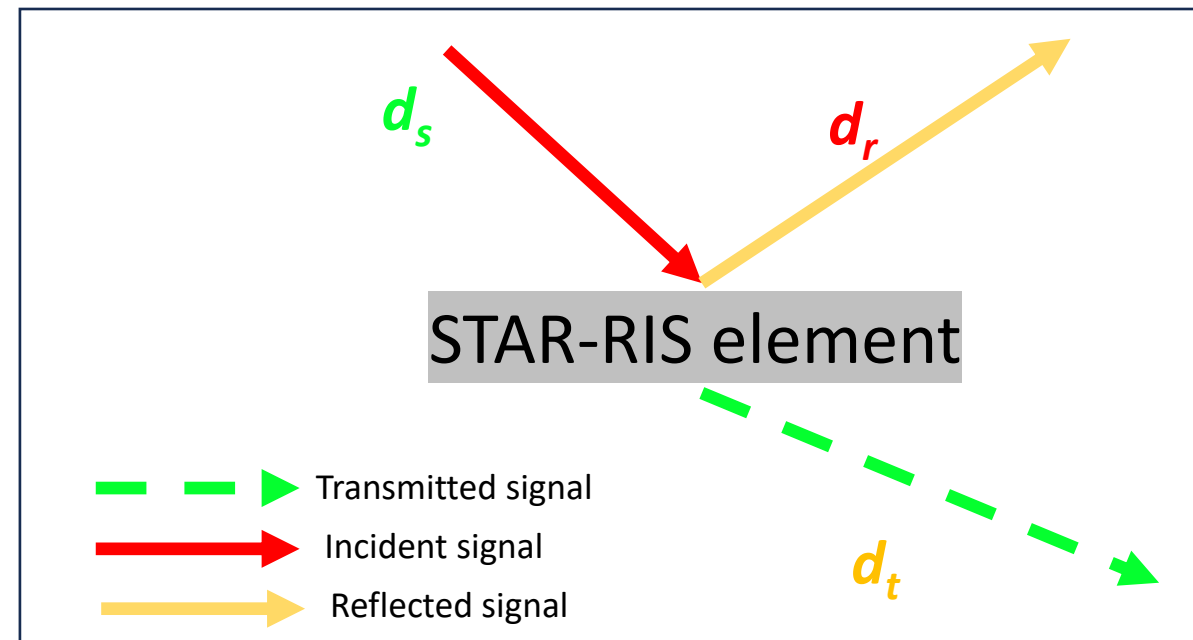 d_s
d_r
STAR-RIS element
Transmitted signal
Incident signal
d_t
Reflected signal